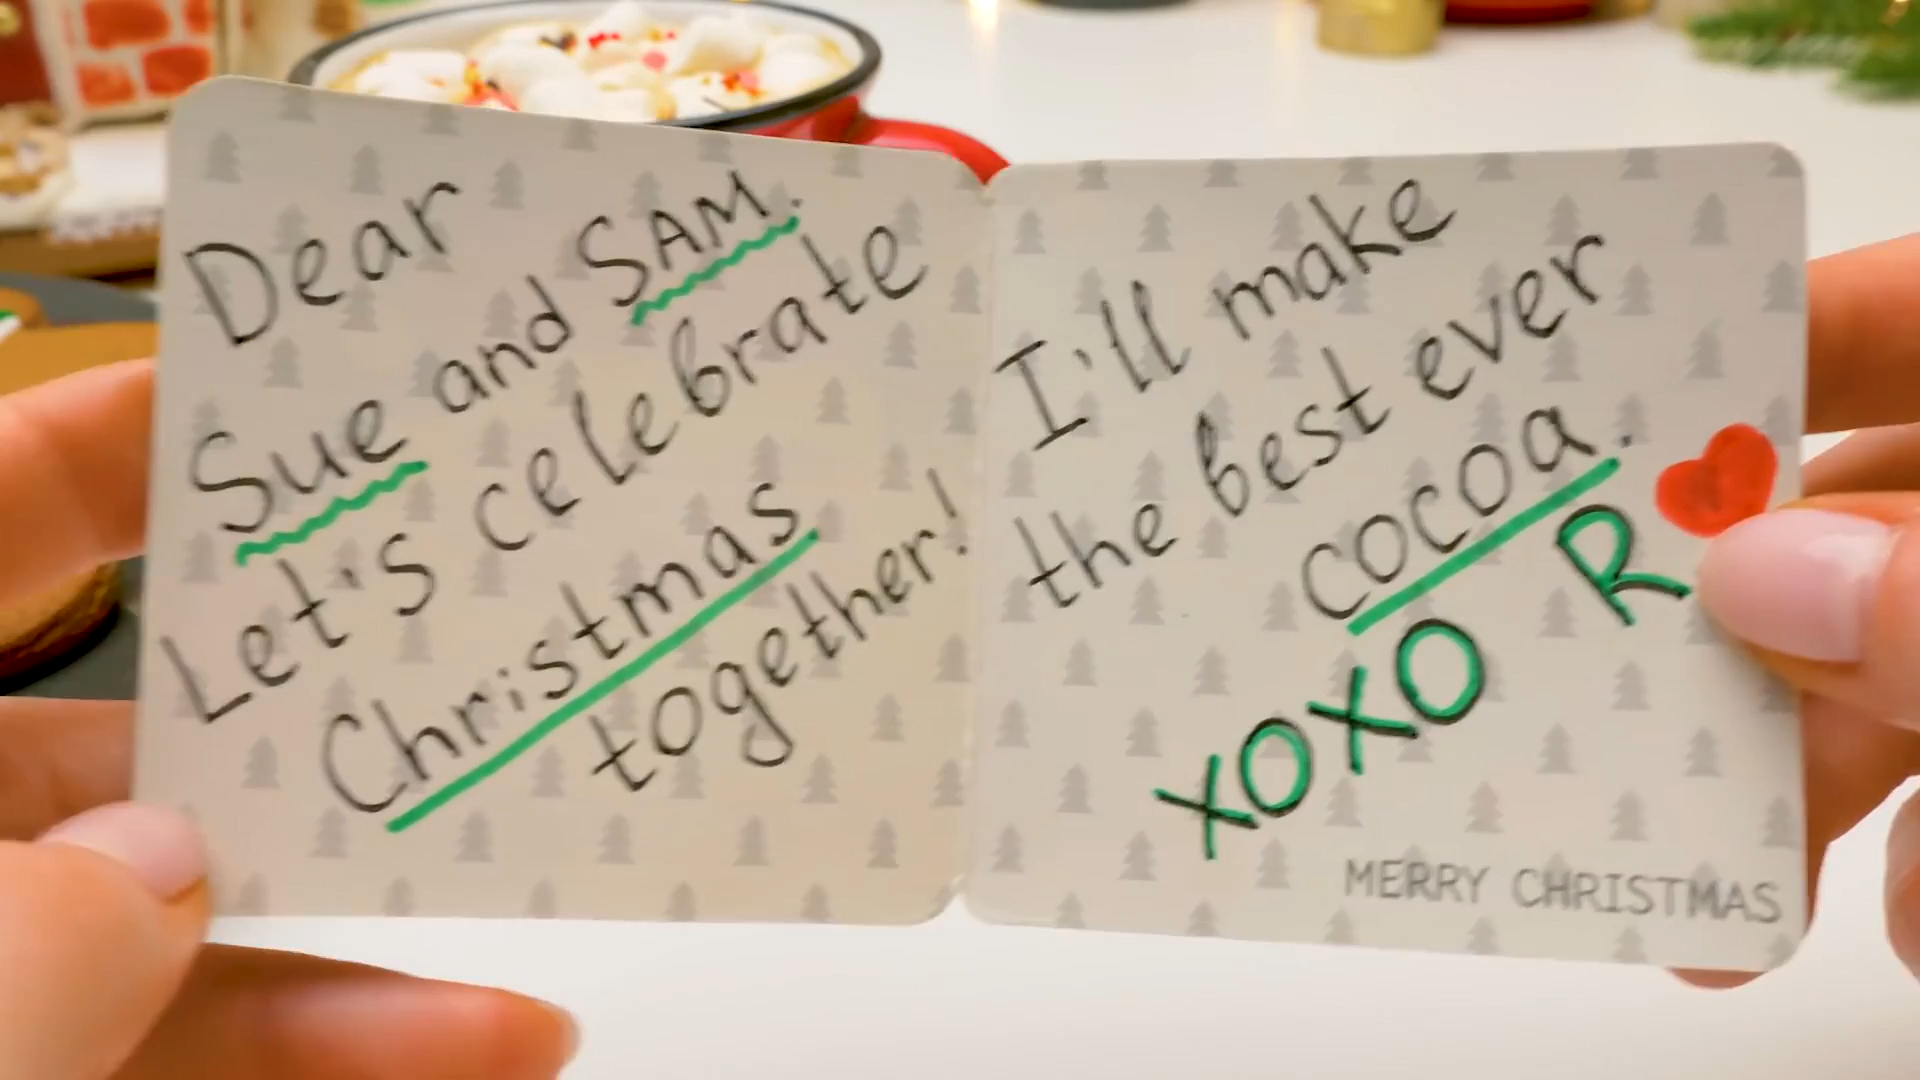 Dear
Sue and SAM.
Let's celebrate
Christmas
together!
I'll make
the best ever
cocoa.
XOXO R
MERRY CHRISTMAS